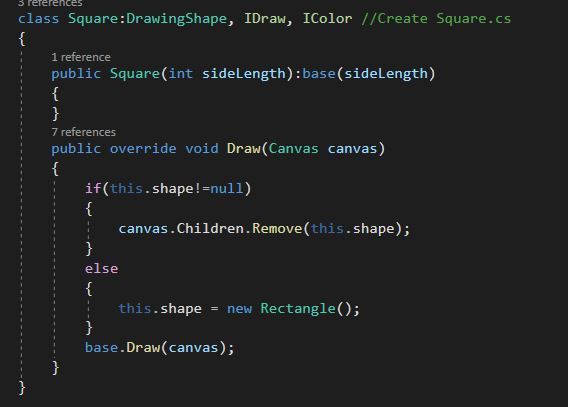 3 references
class Square:DrawingShape, IDraw, IColor //Create Square.cs
{
1 reference
public Square(int sideLength):base(sideLength)
{
}
7 references
public override void Draw(Canvas canvas)
{
if(this.shape!=null)
{
canvas.Children.Remove(this.shape);
}
else
{
this.shape = new Rectangle();
}
base.Draw(canvas);
}
}